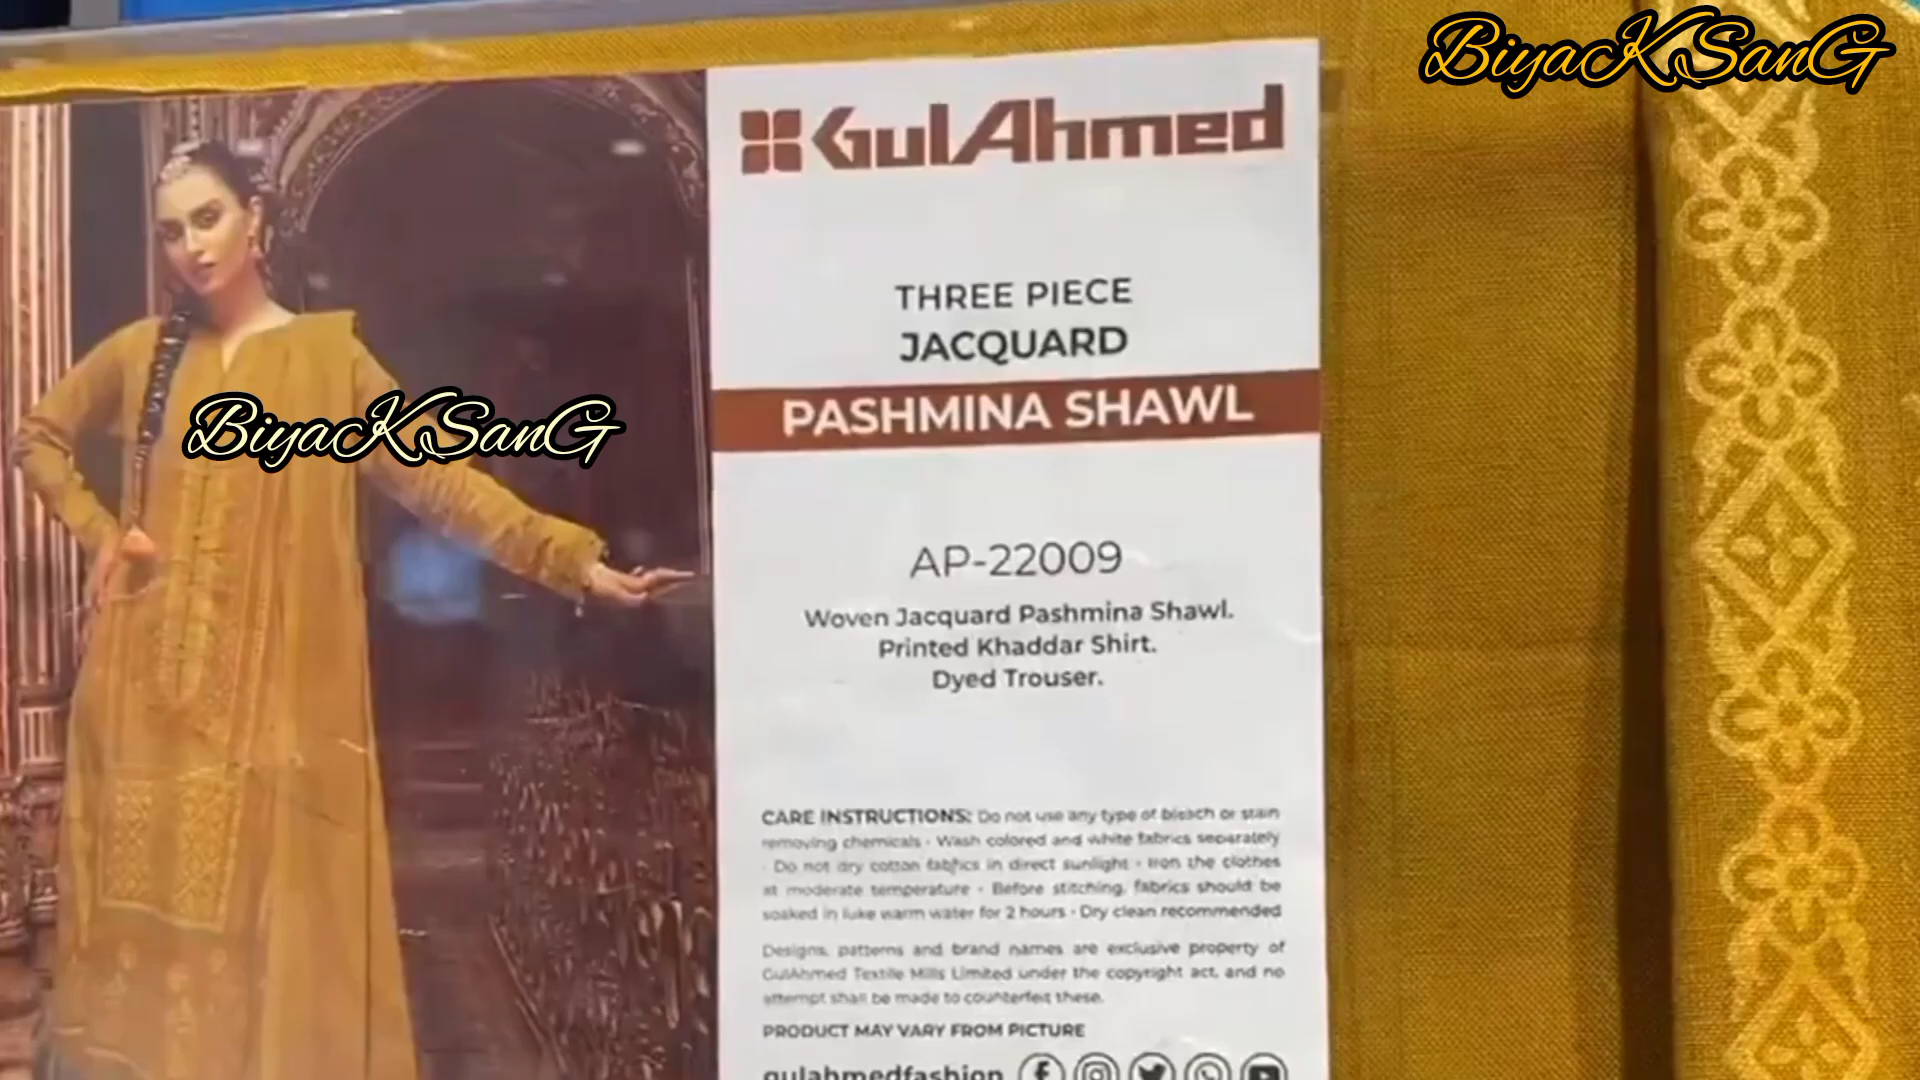 BiyacKSanG
GulAhmed
THREE PIECE
JACQUARD
PASHMINA SHAWL
BiyacKSanG
AP-22009
Woven Jacquard Pashmina Shawl.
Printed Khaddar Shirt.
Dyed Trouser.
CARE INSTRUCTIONS: Do not use any type of bleach or stain
removing chemicals - Wash colored and white fabrics separately
- Do not dry cotton fabrics in direct sunlight - Iron the clothes
at moderate temperature - Before stitching, fabrics should be
soaked in luke warm water for 2 hours - Dry clean recommended
Designs, patterns and brand names are exclusive property of
GulAhmed Textile Mills Limited under the copyright act, and no
attempt shall be made to counterfeit these.
PRODUCT MAY VARY FROM PICTURE
gulahmedfashion